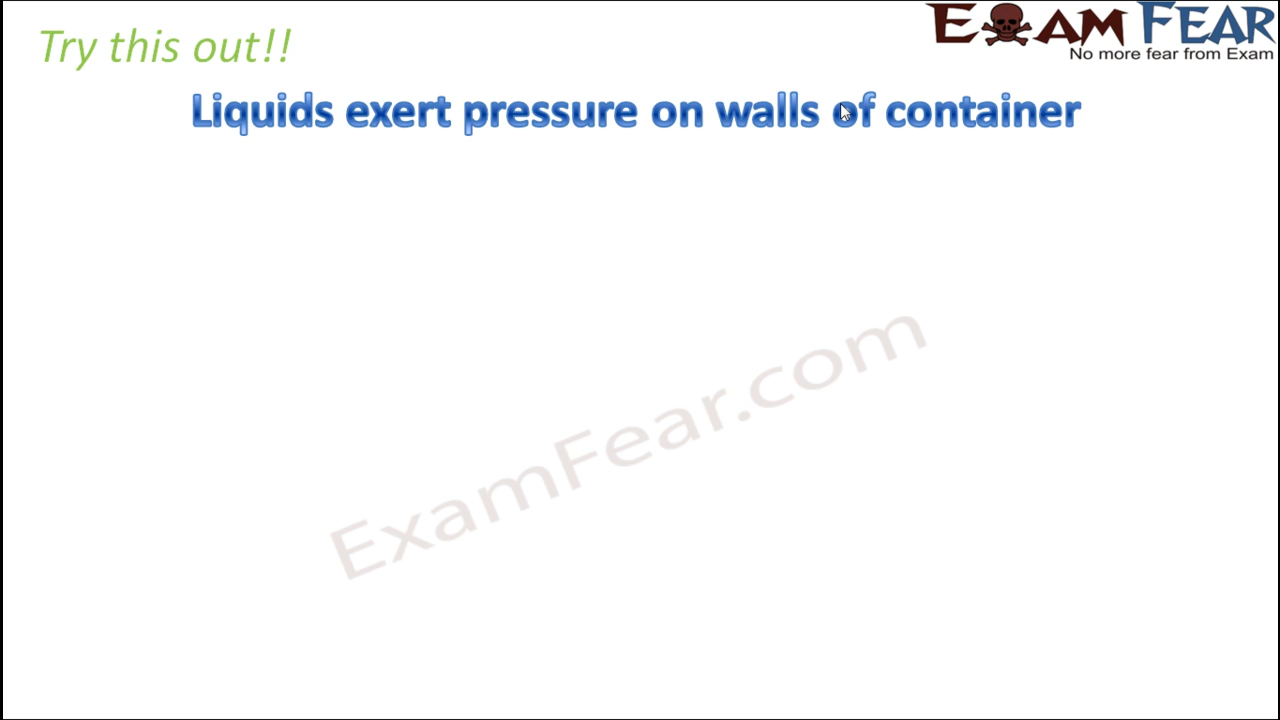 Try this out!!
EXAM FEAR
No more fear from Exam
Liquids exert pressure on walls of container
ExamFear.com